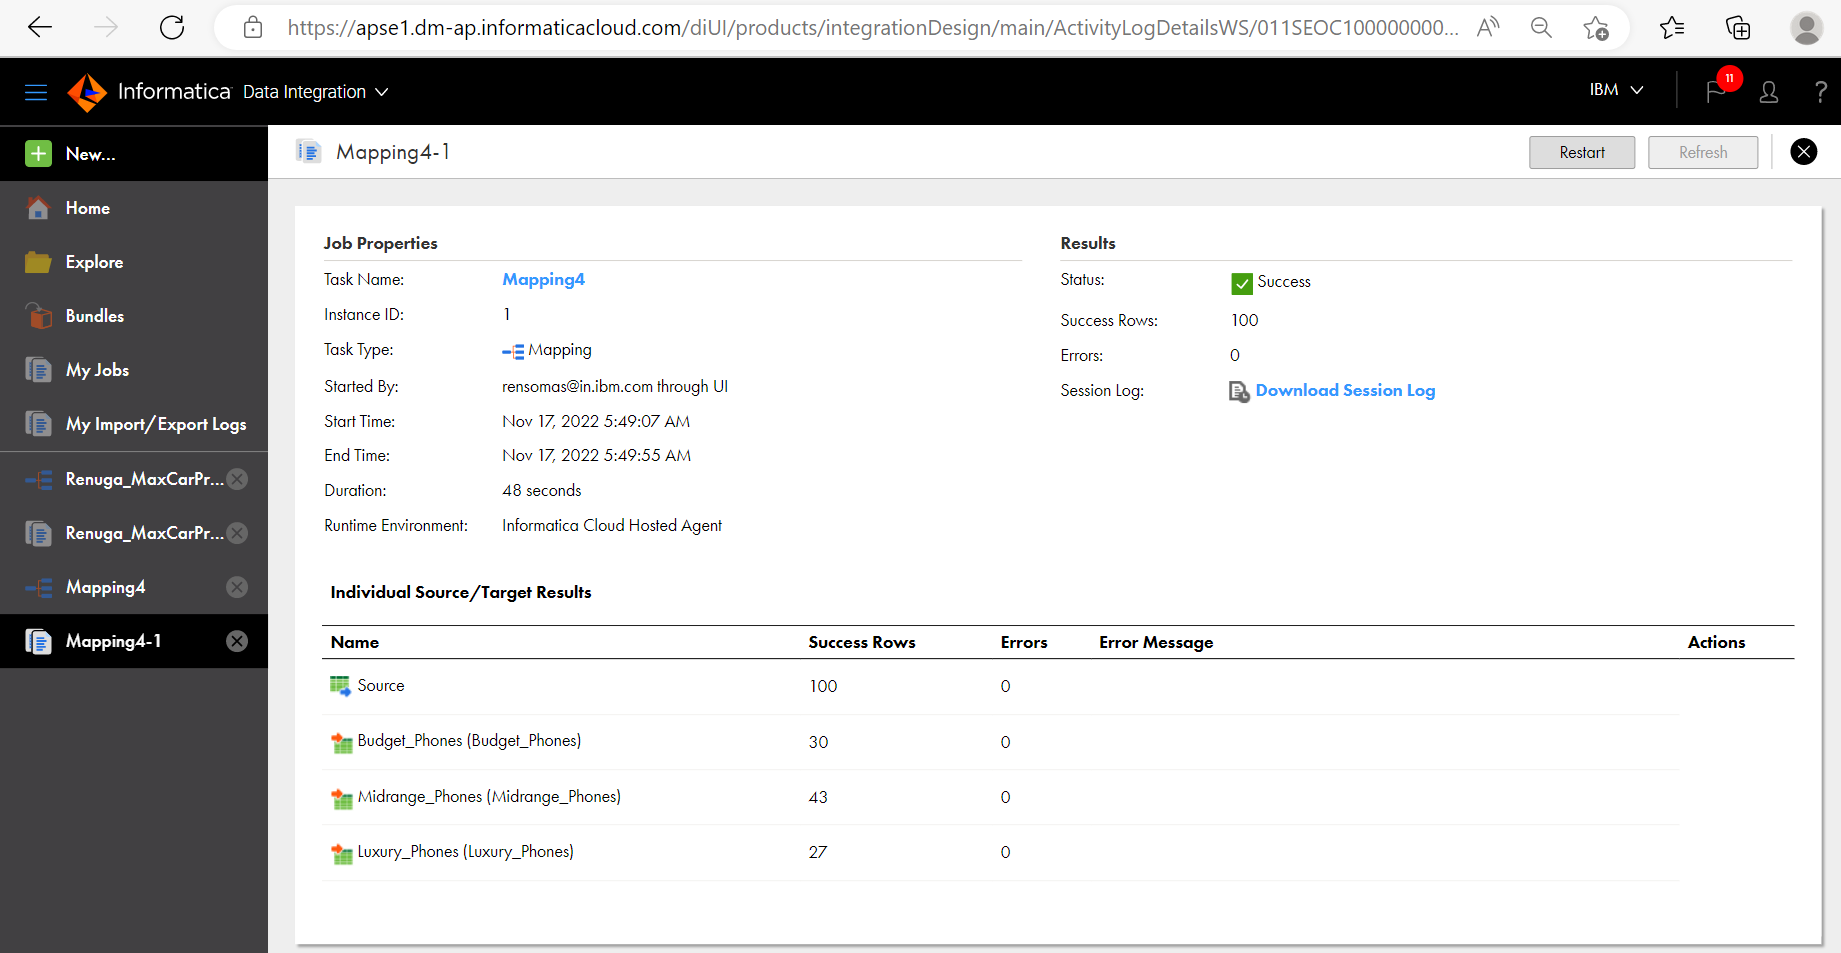 https://apse1.dm-ap.informaticacloud.com/diUI/products/integrationDesign/main/ActivityLogDetailsWS/011SEOC100000000...
Informatica Data Integration
IBM
11
?
New...
Home
Explore
Bundles
My Jobs
My Import/Export Logs
Renuga_MaxCarPr...
Renuga_MaxCarPr...
Mapping4
Mapping4-1
Mapping4-1
Restart
Refresh
Job Properties
Task Name: Mapping4
Instance ID: 1
Task Type: Mapping
Started By: rensomas@in.ibm.com through UI
Start Time: Nov 17, 2022 5:49:07 AM
End Time: Nov 17, 2022 5:49:55 AM
Duration: 48 seconds
Runtime Environment: Informatica Cloud Hosted Agent
Results
Status: Success
Success Rows: 100
Errors: 0
Session Log: Download Session Log
Individual Source/Target Results
Name Success Rows Errors Error Message Actions
Source 100 0
Budget_Phones (Budget_Phones) 30 0
Midrange_Phones (Midrange_Phones) 43 0
Luxury_Phones (Luxury_Phones) 27 0